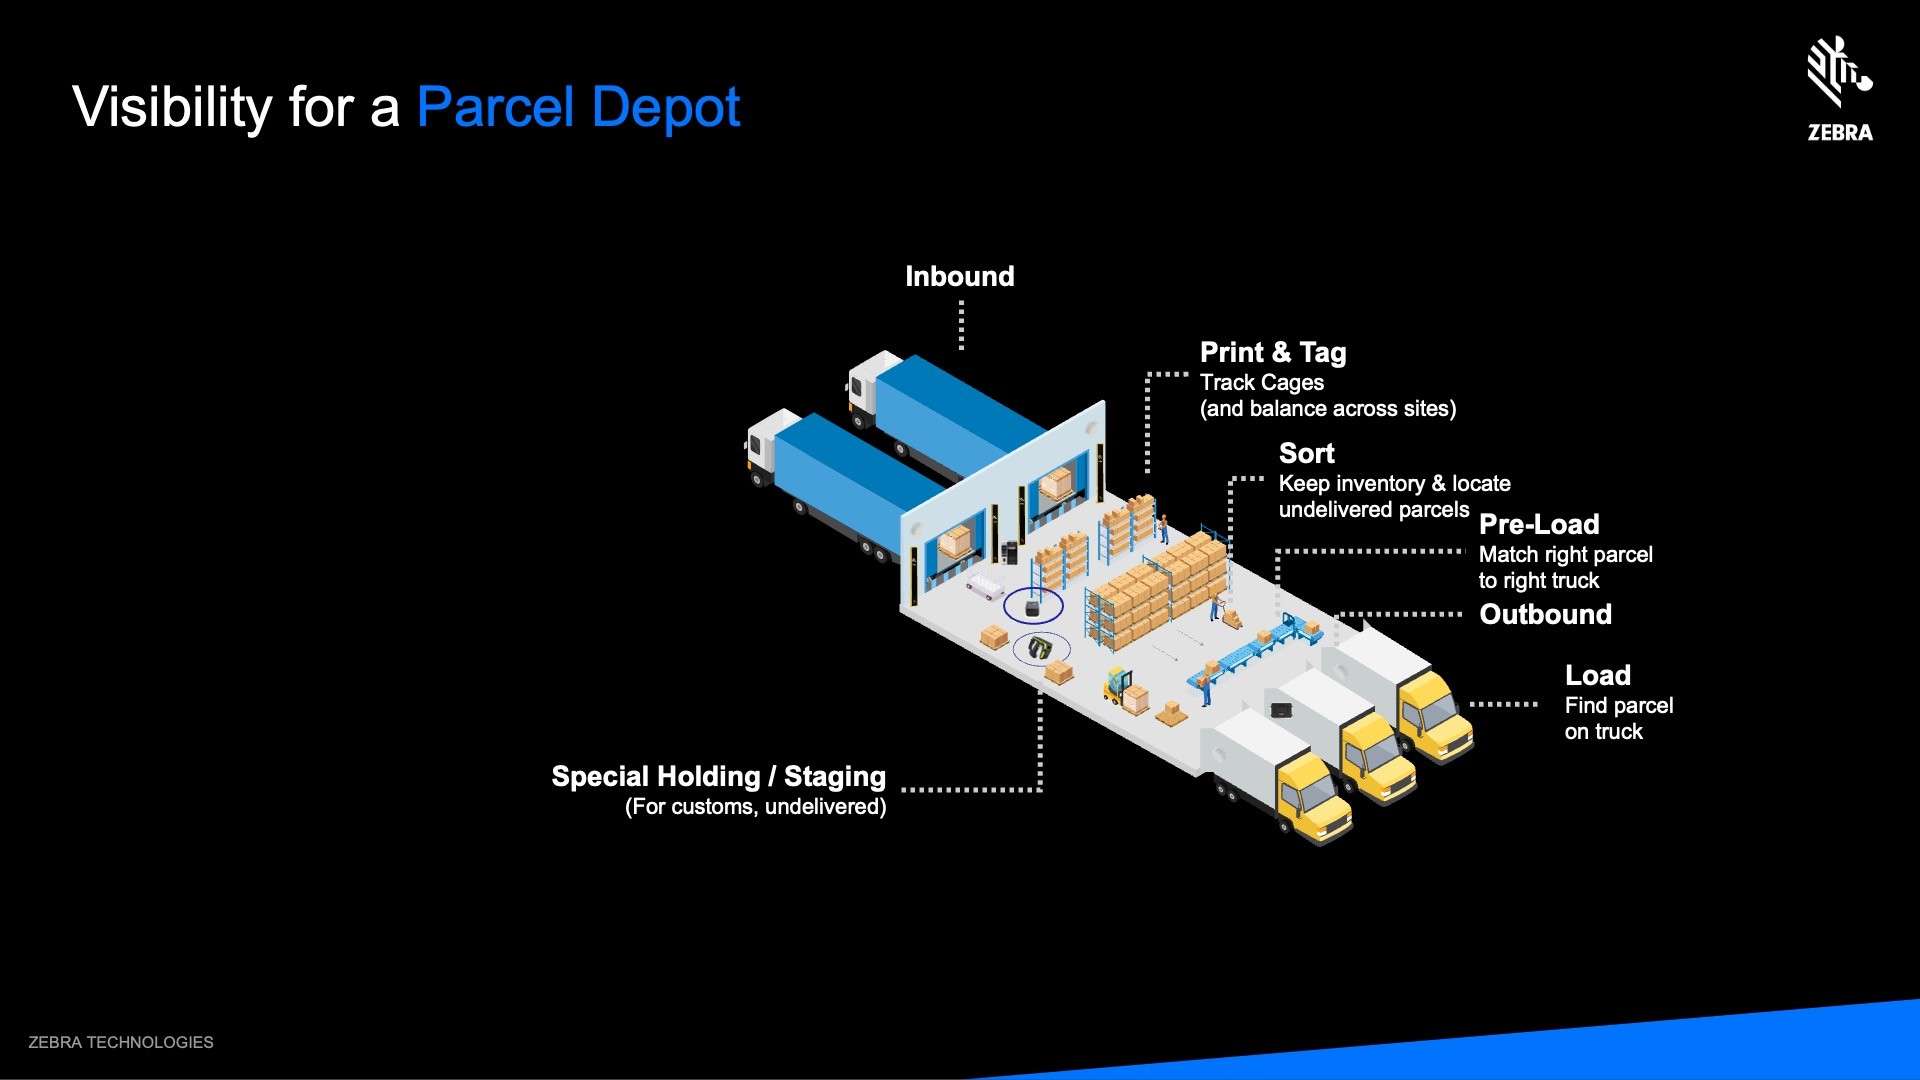 Visibility for a Parcel Depot
ZEBRA
Inbound
Print & Tag
Track Cages
(and balance across sites)
Sort
Keep inventory & locate
undelivered parcels
Pre-Load
Match right parcel
to right truck
Outbound
Load
Find parcel
on truck
Special Holding / Staging
(For customs, undelivered)
ZEBRA TECHNOLOGIES